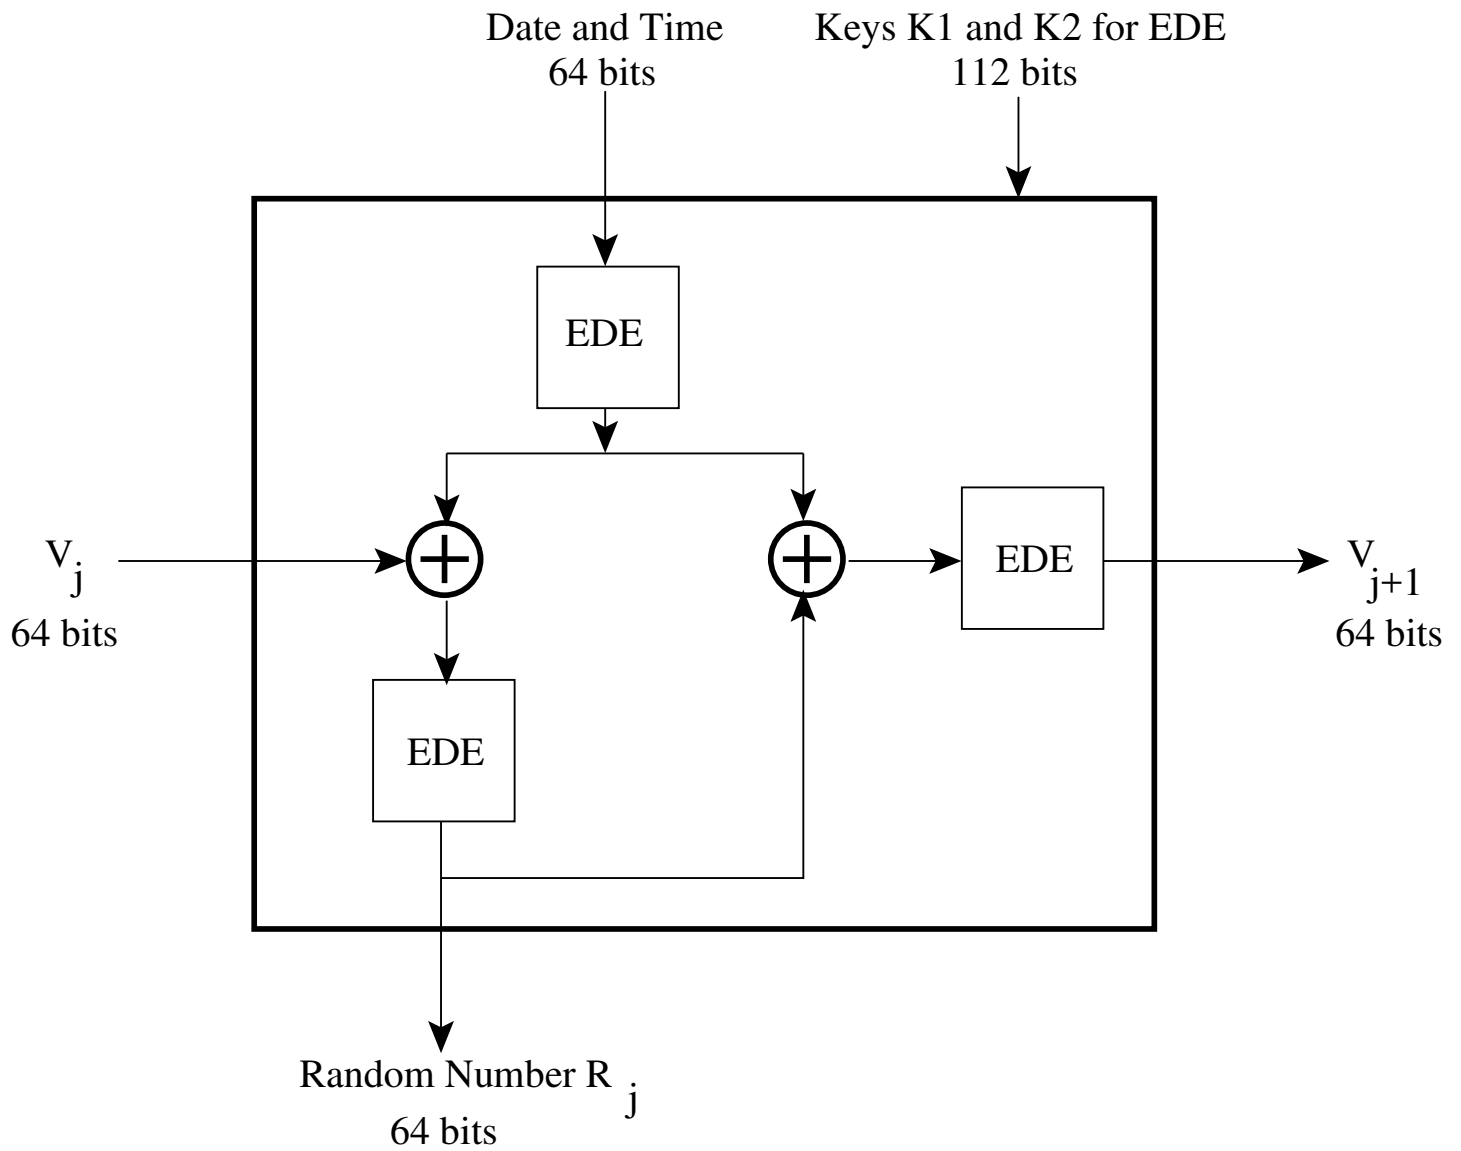 Date and Time
64 bits
Keys K1 and K2 for EDE
112 bits
EDE
V j
64 bits
EDE
V j+1
64 bits
EDE
Random Number R j
64 bits